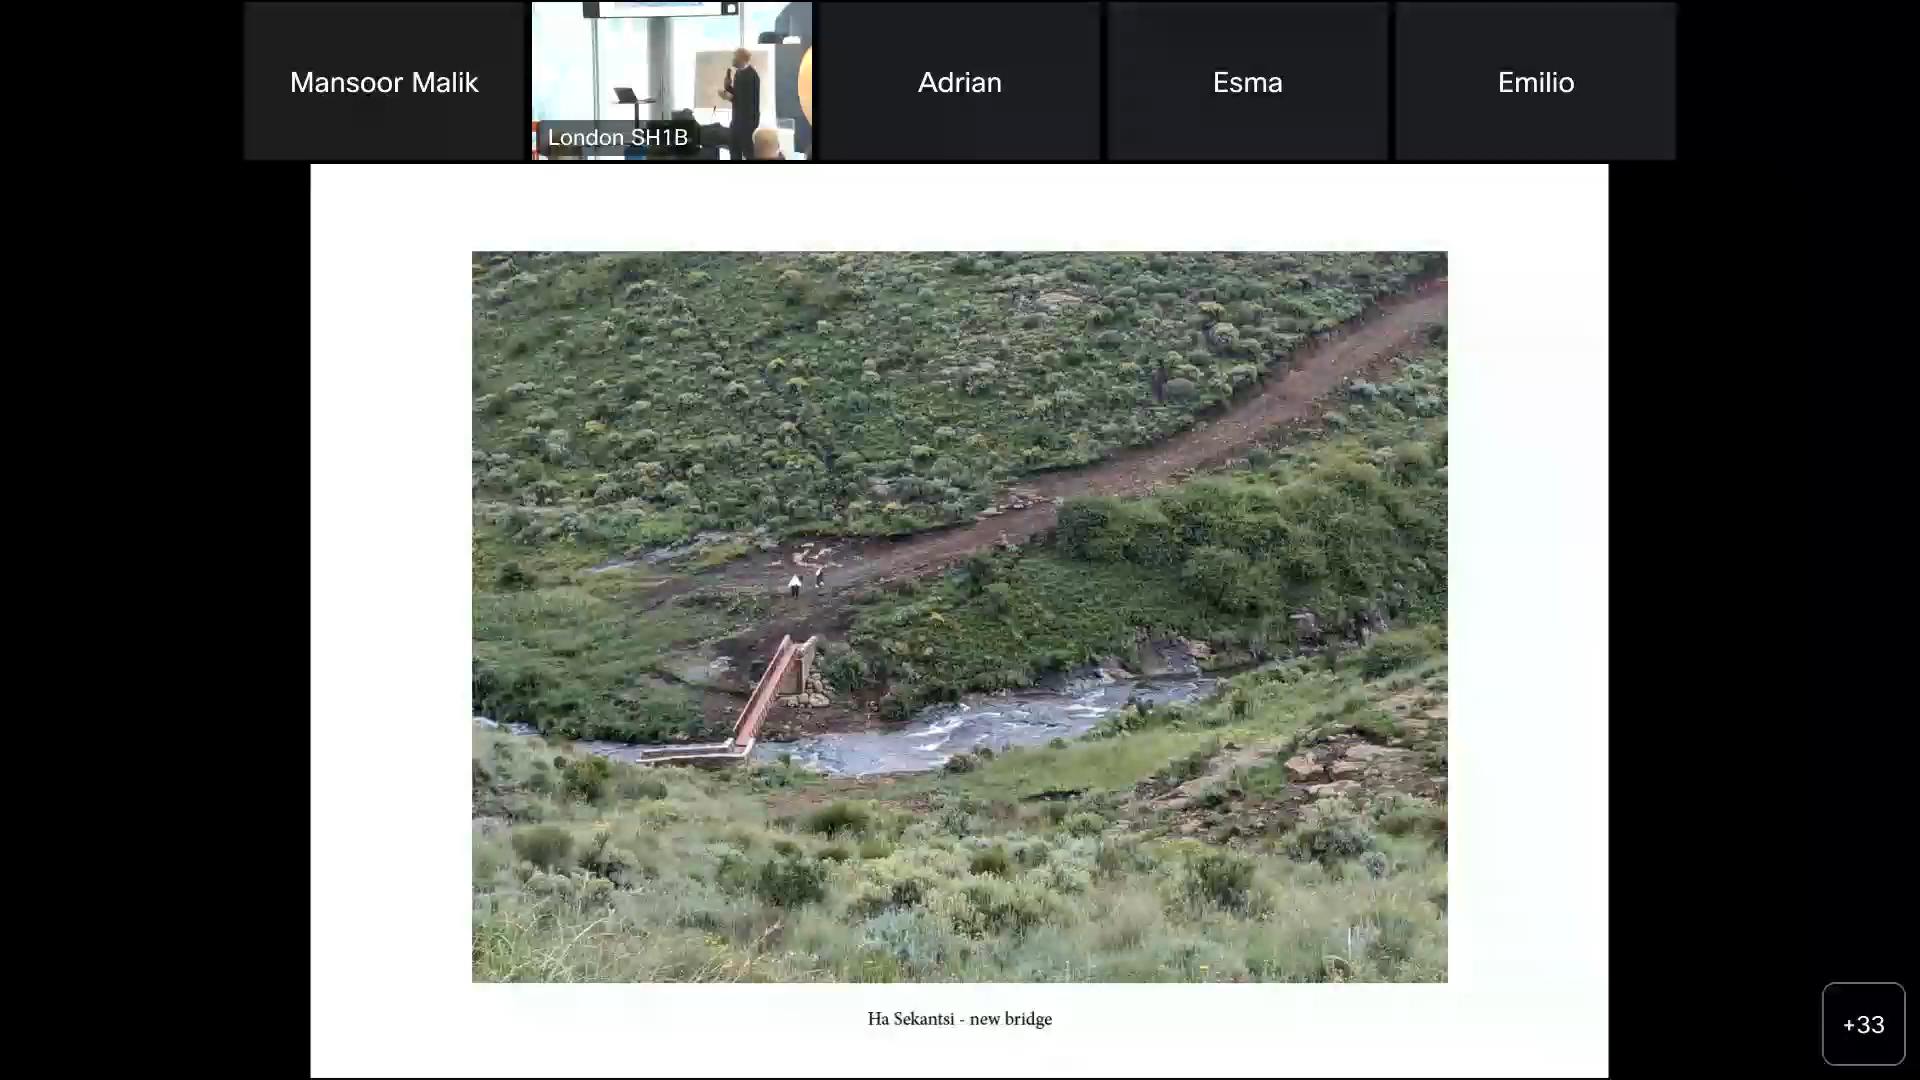 Mansoor Malik
London SH1B
Adrian
Esma
Emilio
Ha Sekantsi - new bridge
+33